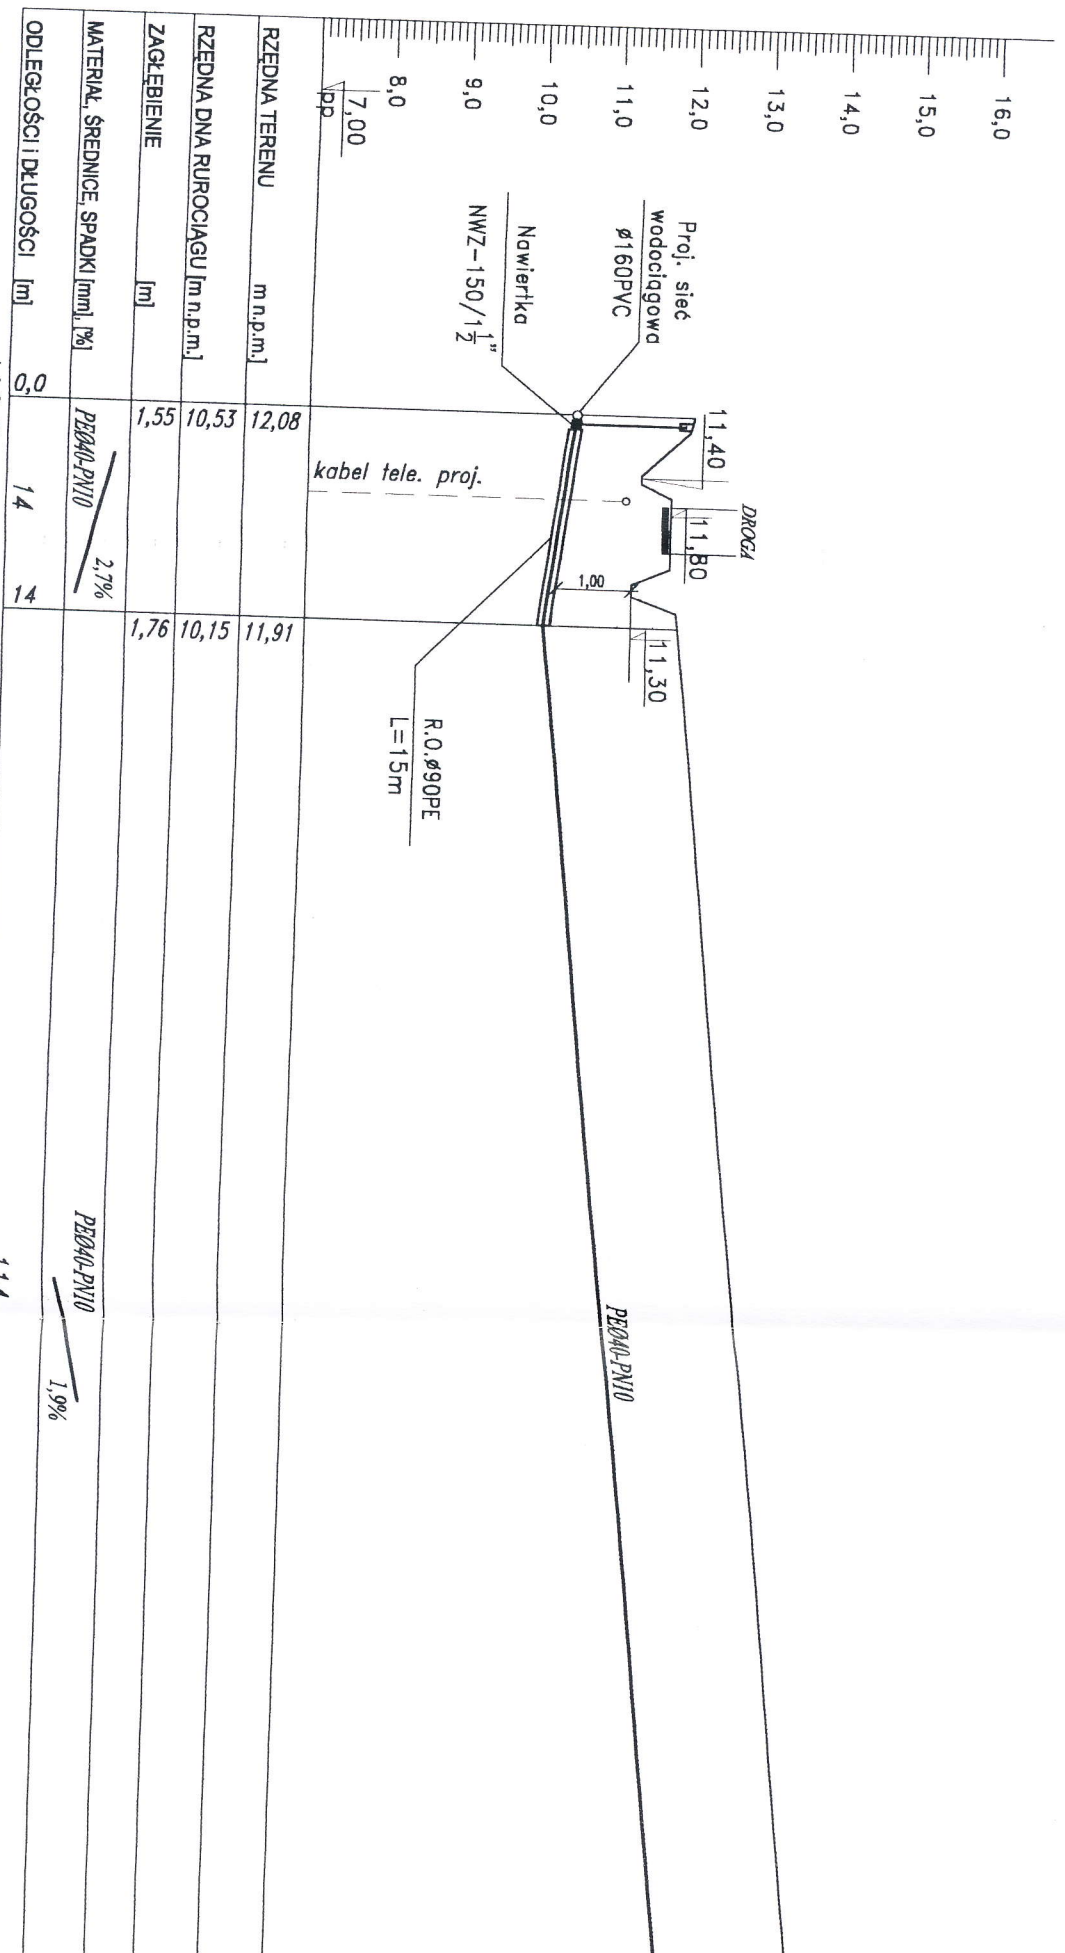 16,0
15,0
14,0
13,0
12,0
11,0
10,0
9,0
8,0
7,00
pp
Proj. sieć
wodociągowa
ø160PVC
Nawiertka
NWZ-150/1 1/2"
11,40
DROGA
11,80
1,00
11,30
kabel tele. proj.
R.O.ø90PE
L=15m
PEØ40-PN10
RZĘDNA TERENU m n.p.m.] 12,08 11,91
RZĘDNA DNA RUROCIĄGU [m n.p.m.] 10,53 10,15
ZAGŁĘBIENIE [m] 1,55 1,76
MATERIAŁ, ŚREDNICE, SPADKI [mm], [%] PEØ40-PN10 2,7% PEØ40-PN10 1,9%
ODLEGŁOŚCI i DŁUGOŚCI [m] 0,0 14 14